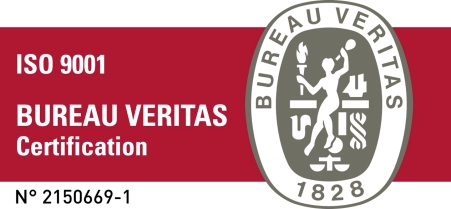 ISO 9001
BUREAU VERITAS
Certification
N° 2150669-1
BUREAU VERITAS
1828